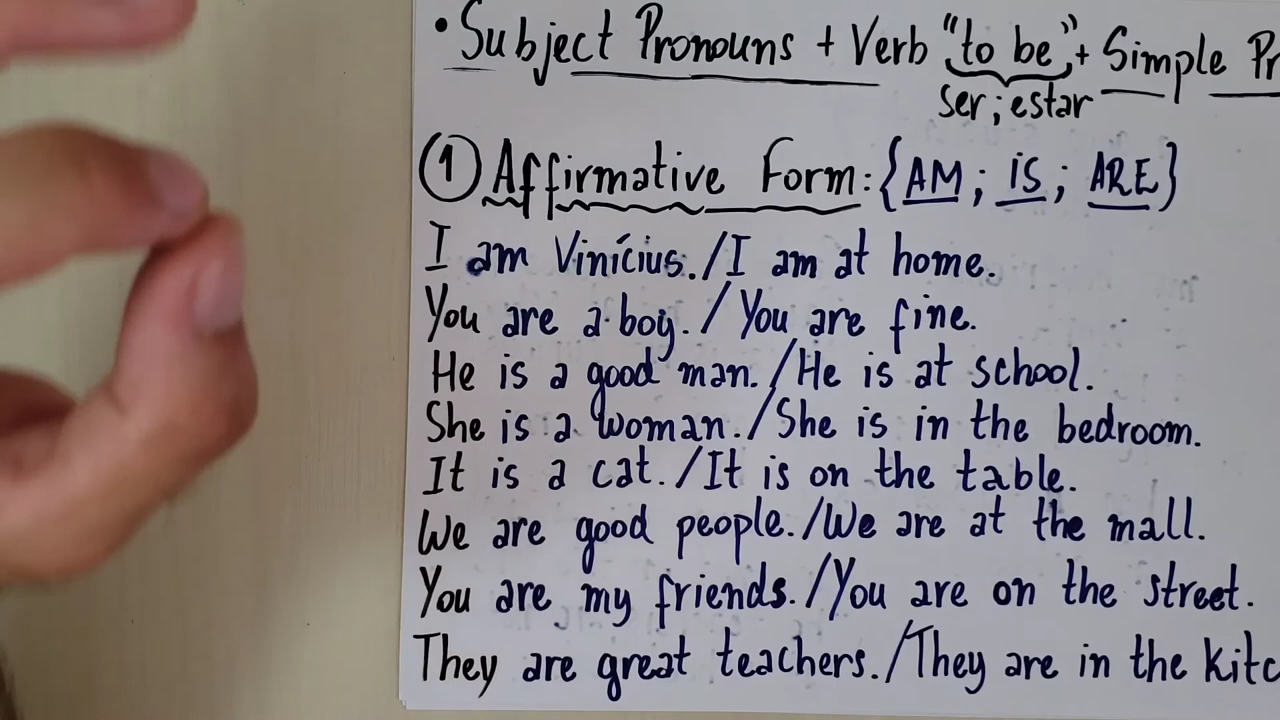 • Subject Pronouns + Verb "to be" + Simple Pr
ser; estar
① Affirmative Form: {AM; IS; ARE}
I am Vinícius. / I am at home.
You are a boy. / You are fine.
He is a good man. / He is at school.
She is a woman. / She is in the bedroom.
It is a cat. / It is on the table.
We are good people. / We are at the mall.
You are my friends. / You are on the street.
They are great teachers. / They are in the kitc